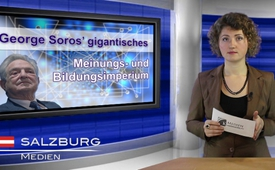 George Soros' gigantisches
Meinungs- und
Bildungsimperium
SALZBURG
MEDIEN